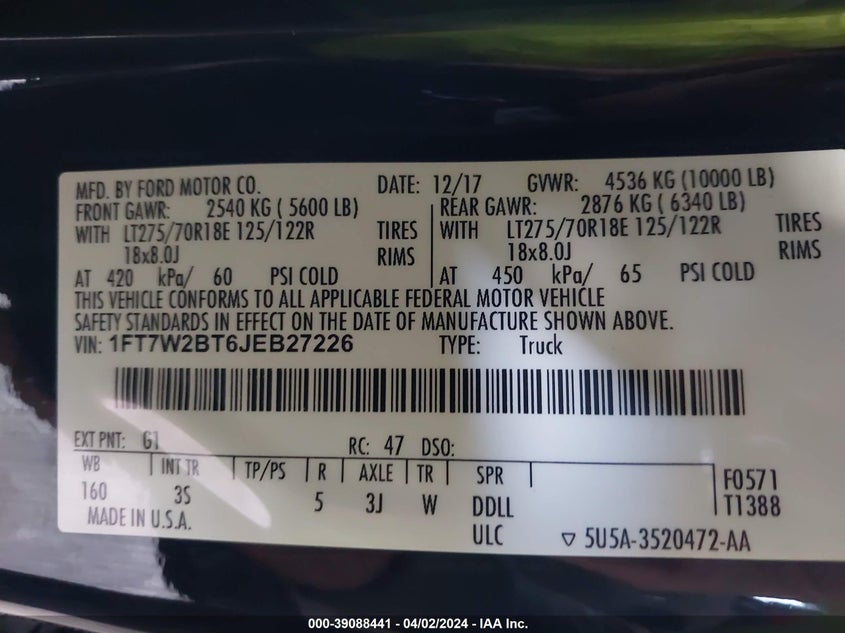 MFD. BY FORD MOTOR CO. DATE: 12/17 GVWR: 4536 KG (10000 LB)
FRONT GAWR: 2540 KG ( 5600 LB) REAR GAWR: 2876 KG ( 6340 LB)
WITH LT275/70R18E 125/122R TIRES WITH LT275/70R18E 125/122R TIRES
18x8.0J RIMS 18x8.0J RIMS
AT 420 kPa/ 60 PSI COLD AT 450 kPa/ 65 PSI COLD
THIS VEHICLE CONFORMS TO ALL APPLICABLE FEDERAL MOTOR VEHICLE
SAFETY STANDARDS IN EFFECT ON THE DATE OF MANUFACTURE SHOWN ABOVE.
VIN: 1FT7W2BT6JEB27226 TYPE: Truck
EXT PNT: G1 RC: 47 DSO:
WB INT TR TP/PS R AXLE TR SPR F0571
160 3S 5 3J W DDLL T1388
MADE IN U.S.A. ULC ▽ 5U5A-3520472-AA
000-39088441 - 04/02/2024 - IAA Inc.